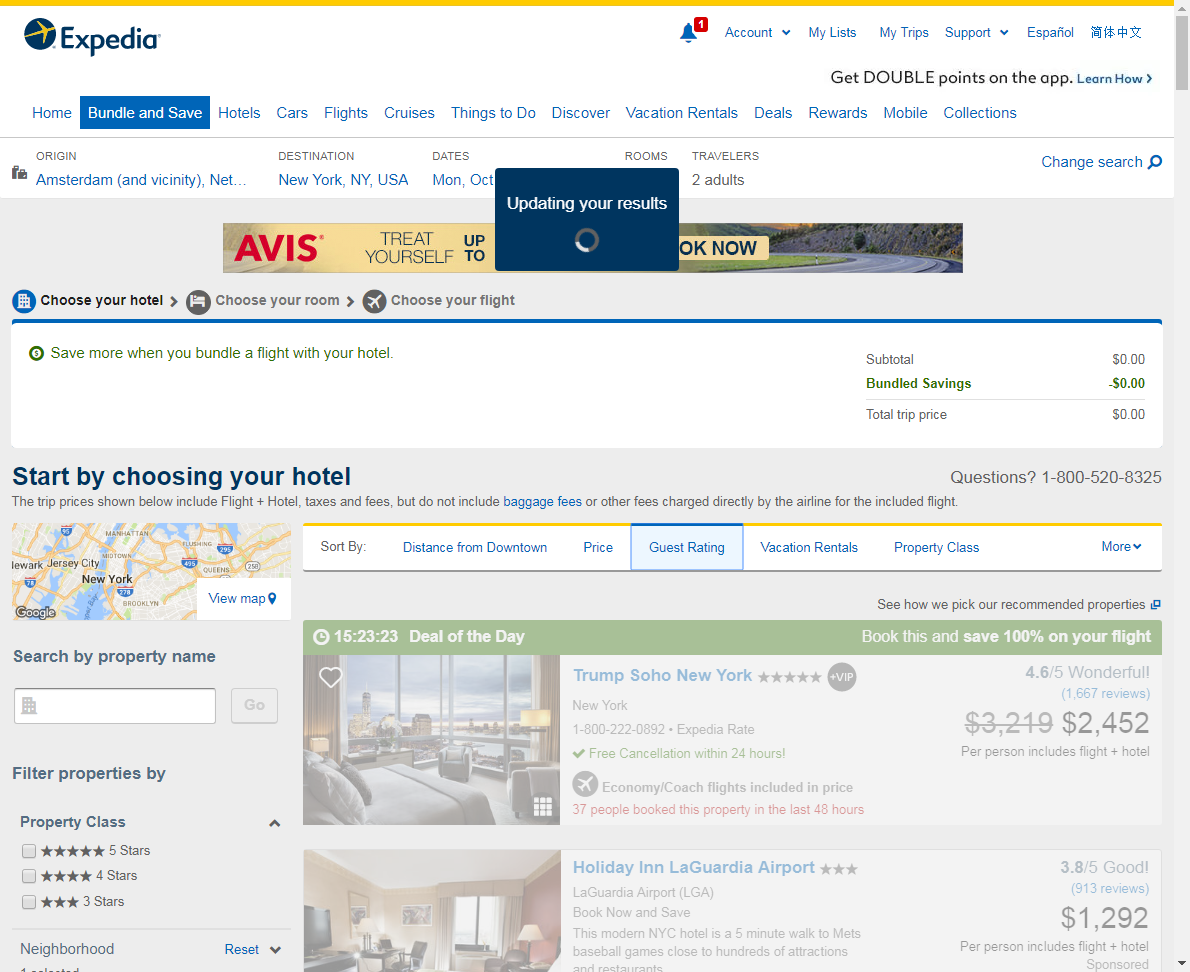 Expedia
1
Account
My Lists
My Trips
Support
Español
简体中文
Get DOUBLE points on the app. Learn How
Home
Bundle and Save
Hotels
Cars
Flights
Cruises
Things to Do
Discover
Vacation Rentals
Deals
Rewards
Mobile
Collections
ORIGIN
DESTINATION
DATES
ROOMS
TRAVELERS
Amsterdam (and vicinity), Net...
New York, NY, USA
Mon, Oct
2 adults
Change search
Updating your results
AVIS
TREAT
YOURSELF
UP
TO
OK NOW
Choose your hotel
Choose your room
Choose your flight
Save more when you bundle a flight with your hotel.
Subtotal $0.00
Bundled Savings -$0.00
Total trip price $0.00
Start by choosing your hotel
Questions? 1-800-520-8325
The trip prices shown below include Flight + Hotel, taxes and fees, but do not include baggage fees or other fees charged directly by the airline for the included flight.
MANHATTAN
FLUSHING
95
295
MIDTOWN
ewark
Jersey City
495
QUEENS
258
New York
78
278
BROOKLYN
Google
View map
Sort By:
Distance from Downtown
Price
Guest Rating
Vacation Rentals
Property Class
More
See how we pick our recommended properties
Search by property name
Go
Filter properties by
Property Class
5 Stars
4 Stars
3 Stars
Neighborhood
Reset
15:23:23 Deal of the Day
Book this and save 100% on your flight
Trump Soho New York
+VIP
New York
1-800-222-0892 • Expedia Rate
Free Cancellation within 24 hours!
Economy/Coach flights included in price
37 people booked this property in the last 48 hours
4.6/5 Wonderful!
(1,667 reviews)
$3,219 $2,452
Per person includes flight + hotel
Holiday Inn LaGuardia Airport
LaGuardia Airport (LGA)
Book Now and Save
This modern NYC hotel is a 5 minute walk to Mets
baseball games close to hundreds of attractions
and restaurants
3.8/5 Good!
(913 reviews)
$1,292
Per person includes flight + hotel
Sponsored